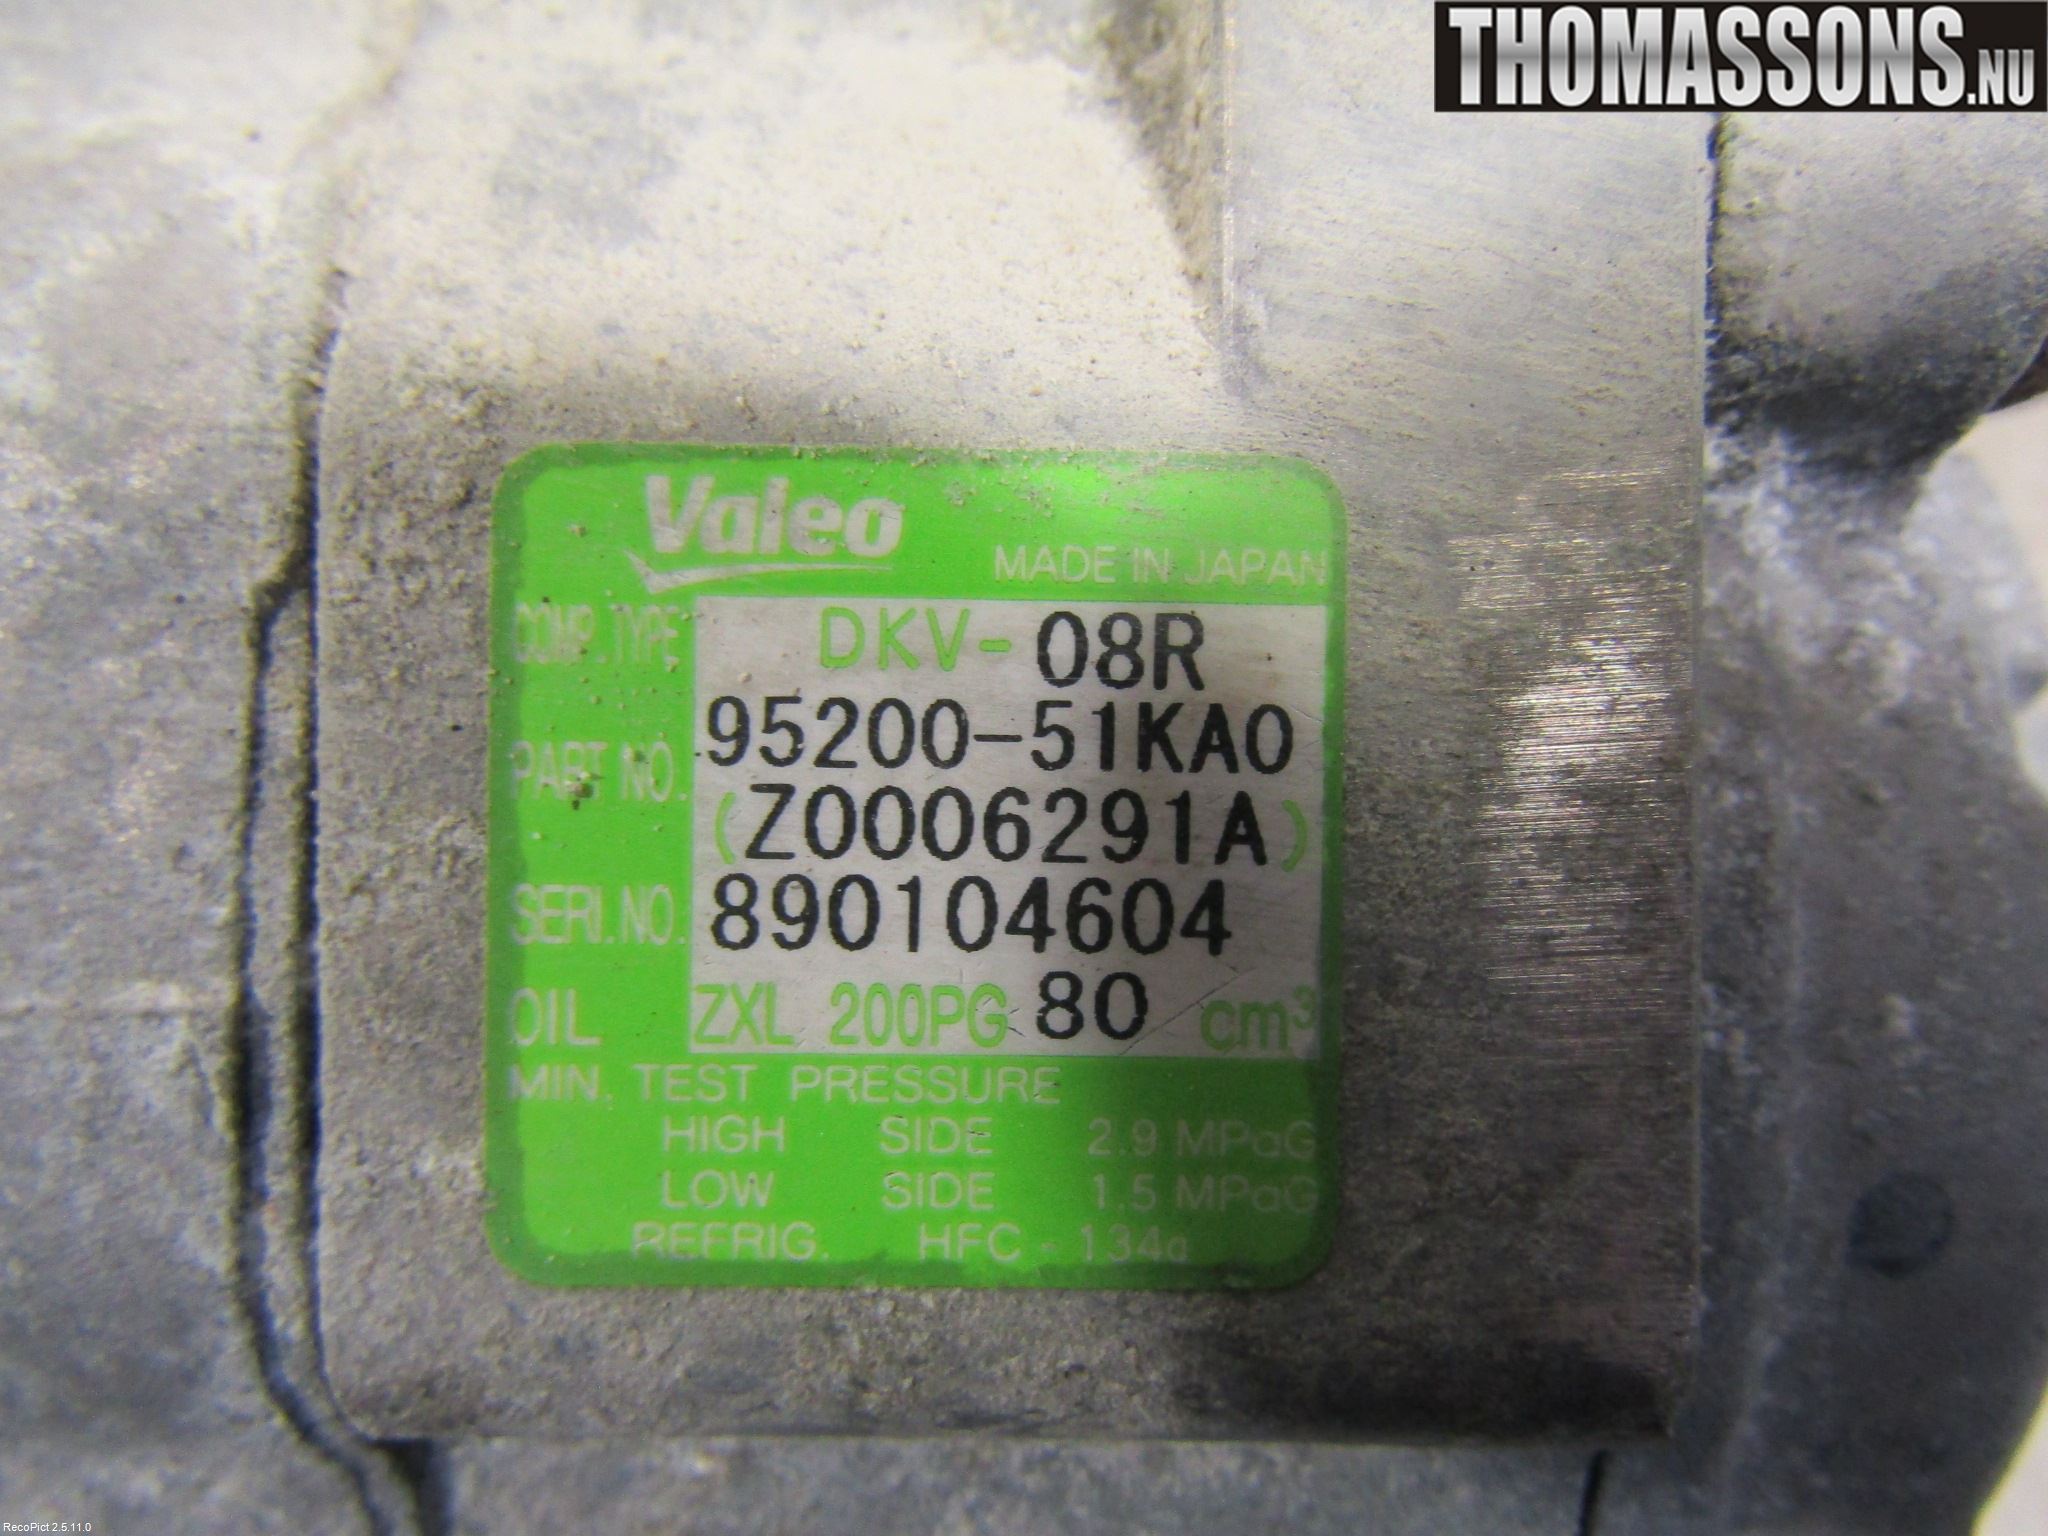 THOMASSONS.NU
Valeo
MADE IN JAPAN
COMP. TYPE DKV- 08R
PART NO. 95200-51KA0
(Z0006291A)
SERI. NO. 890104604
OIL ZXL 200PG 80 cm³
MIN. TEST PRESSURE
HIGH SIDE 2.9 MPaG
LOW SIDE 1.5 MPaG
REFRIG. HFC - 134a
RecoPict 2.5.11.0